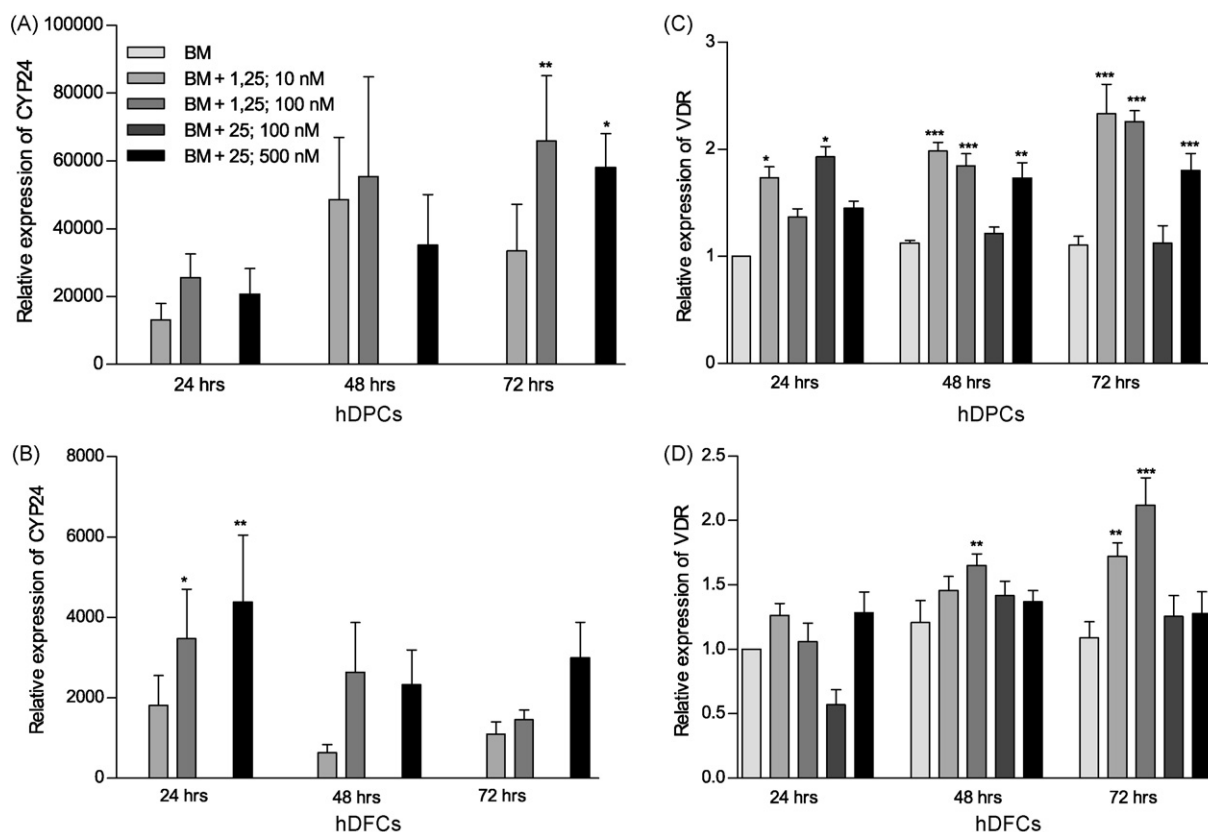 (A)
Relative expression of CYP24
100000
80000
60000
40000
20000
0
BM
BM + 1,25; 10 nM
BM + 1,25; 100 nM
BM + 25; 100 nM
BM + 25; 500 nM
**
*
24 hrs 48 hrs 72 hrs
hDPCs
(C)
Relative expression of VDR
3
2
1
0
* * *** *** ** *** *** ***
24 hrs 48 hrs 72 hrs
hDPCs
(B)
Relative expression of CYP24
8000
6000
4000
2000
0
* **
24 hrs 48 hrs 72 hrs
hDFCs
(D)
Relative expression of VDR
2.5
2.0
1.5
1.0
0.5
0.0
** ** ***
24 hrs 48 hrs 72 hrs
hDFCs